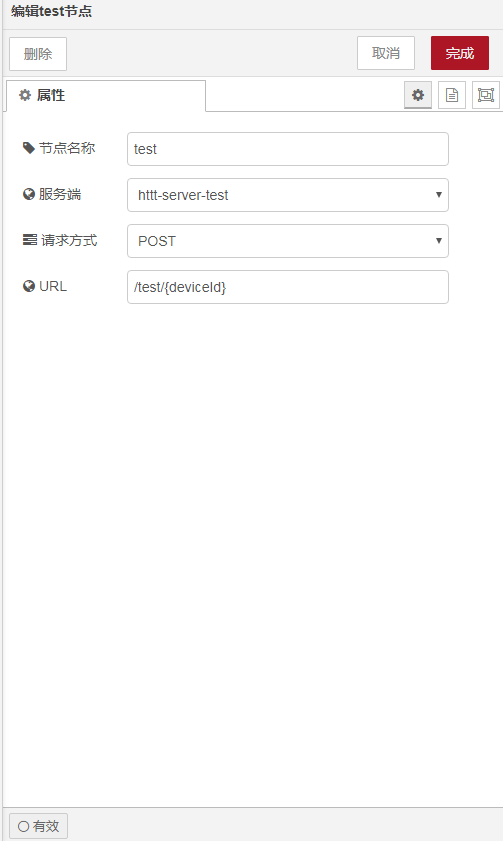 编辑test节点
删除 取消 完成
属性
节点名称 test
服务端 httt-server-test
请求方式 POST
URL /test/{deviceId}
有效